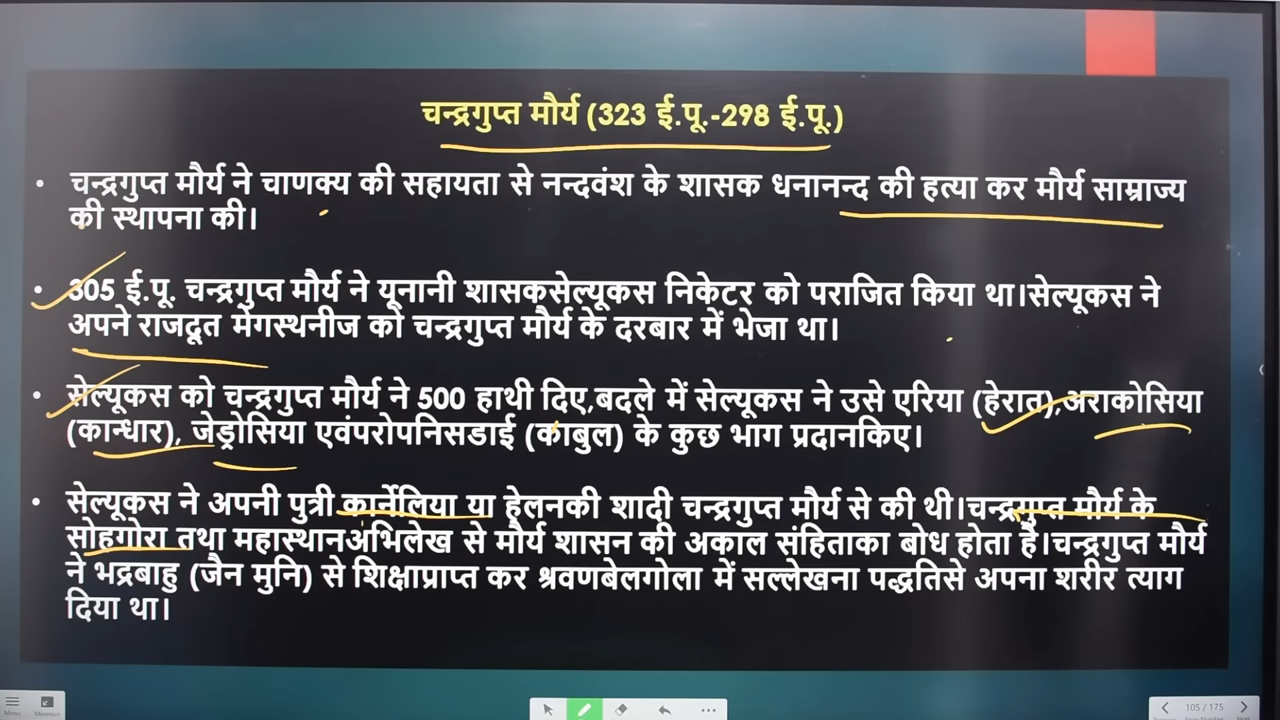 चन्द्रगुप्त मौर्य (323 ई.पू.-298 ई.पू.)
• चन्द्रगुप्त मौर्य ने चाणक्य की सहायता से नन्दवंश के शासक धनानन्द की हत्या कर मौर्य साम्राज्य
की स्थापना की।
• 305 ई.पू. चन्द्रगुप्त मौर्य ने यूनानी शासकसेल्यूकस निकेटर को पराजित किया था।सेल्यूकस ने
अपने राजदूत मेगस्थनीज को चन्द्रगुप्त मौर्य के दरबार में भेजा था।
• सेल्यूकस को चन्द्रगुप्त मौर्य ने 500 हाथी दिए,बदले में सेल्यूकस ने उसे एरिया (हेरात),अराकोसिया
(कान्धार), जेड्रोसिया एवंपरोपनिसडाई (काबुल) के कुछ भाग प्रदानकिए।
• सेल्यूकस ने अपनी पुत्री कार्नेलिया या हेलनकी शादी चन्द्रगुप्त मौर्य से की थी।चन्द्रगुप्त मौर्य के
सोहगोरा तथा महास्थानअभिलेख से मौर्य शासन की अकाल संहिताका बोध होता है।चन्द्रगुप्त मौर्य
ने भद्रबाहु (जैन मुनि) से शिक्षाप्राप्त कर श्रवणबेलगोला में सल्लेखना पद्धतिसे अपना शरीर त्याग
दिया था।
Menu
105 / 175